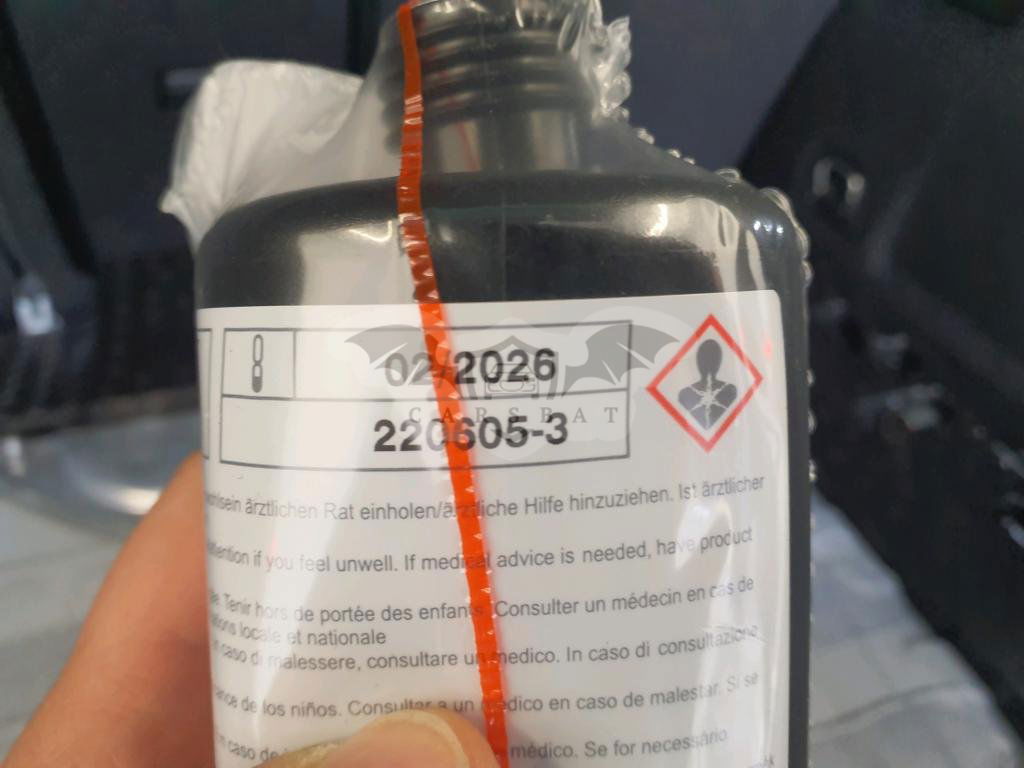 02/2026
CARSBAT
220605-3
ärztlichen Rat einholen/ärztliche Hilfe hinzuziehen. Ist ärztlicher
if you feel unwell. If medical advice is needed, have product
Tenir hors de portée des enfants. Consulter un médecin en cas de
locale et nationale
caso di malessere, consultare un medico. In caso di consultazione
de los niños. Consultar a un médico en caso de malestar. Si se
caso de médico. Se for necessário